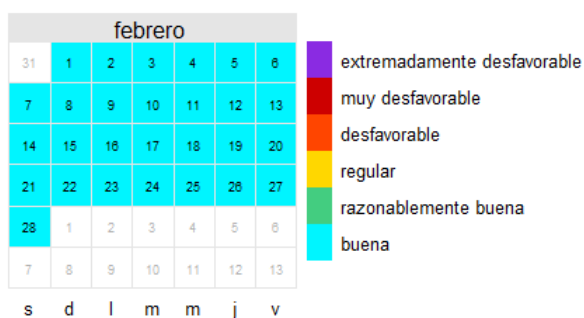 febrero
31 1 2 3 4 5 6
7 8 9 10 11 12 13
14 15 16 17 18 19 20
21 22 23 24 25 26 27
28 1 2 3 4 5 6
7 8 9 10 11 12 13
s d l m m j v
extremadamente desfavorable
muy desfavorable
desfavorable
regular
razonablemente buena
buena